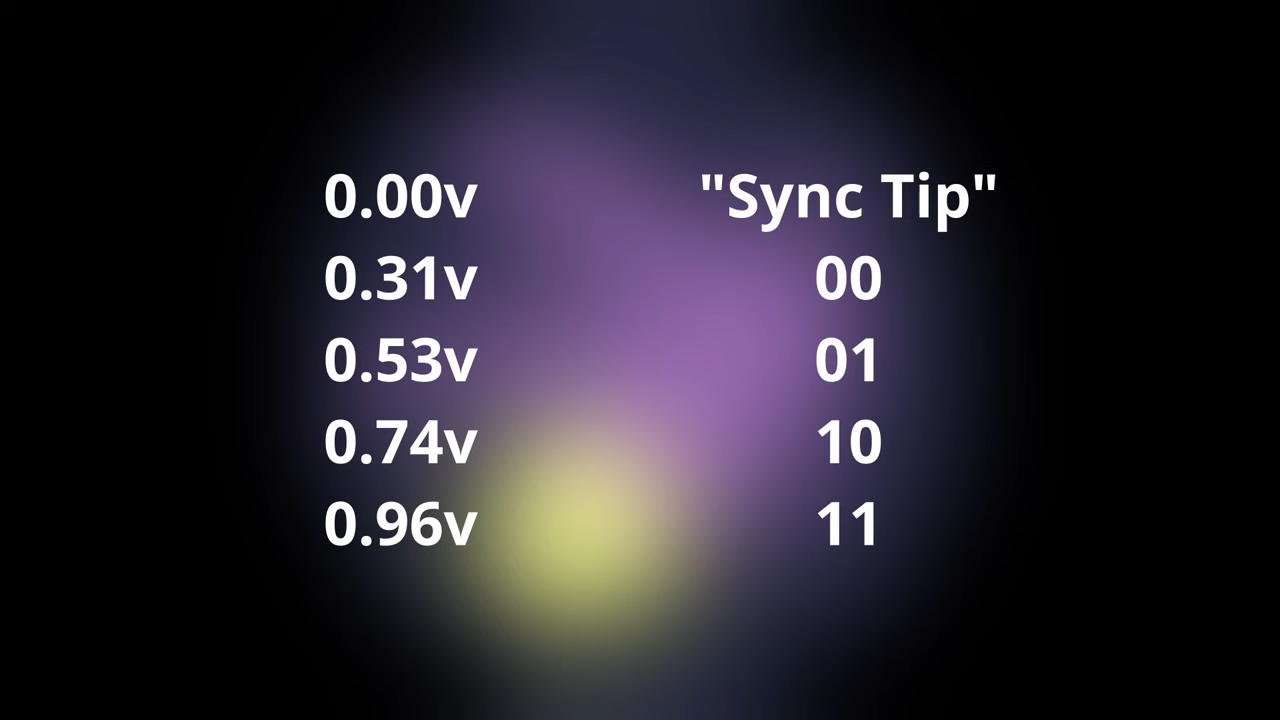 0.00v "Sync Tip"
0.31v 00
0.53v 01
0.74v 10
0.96v 11